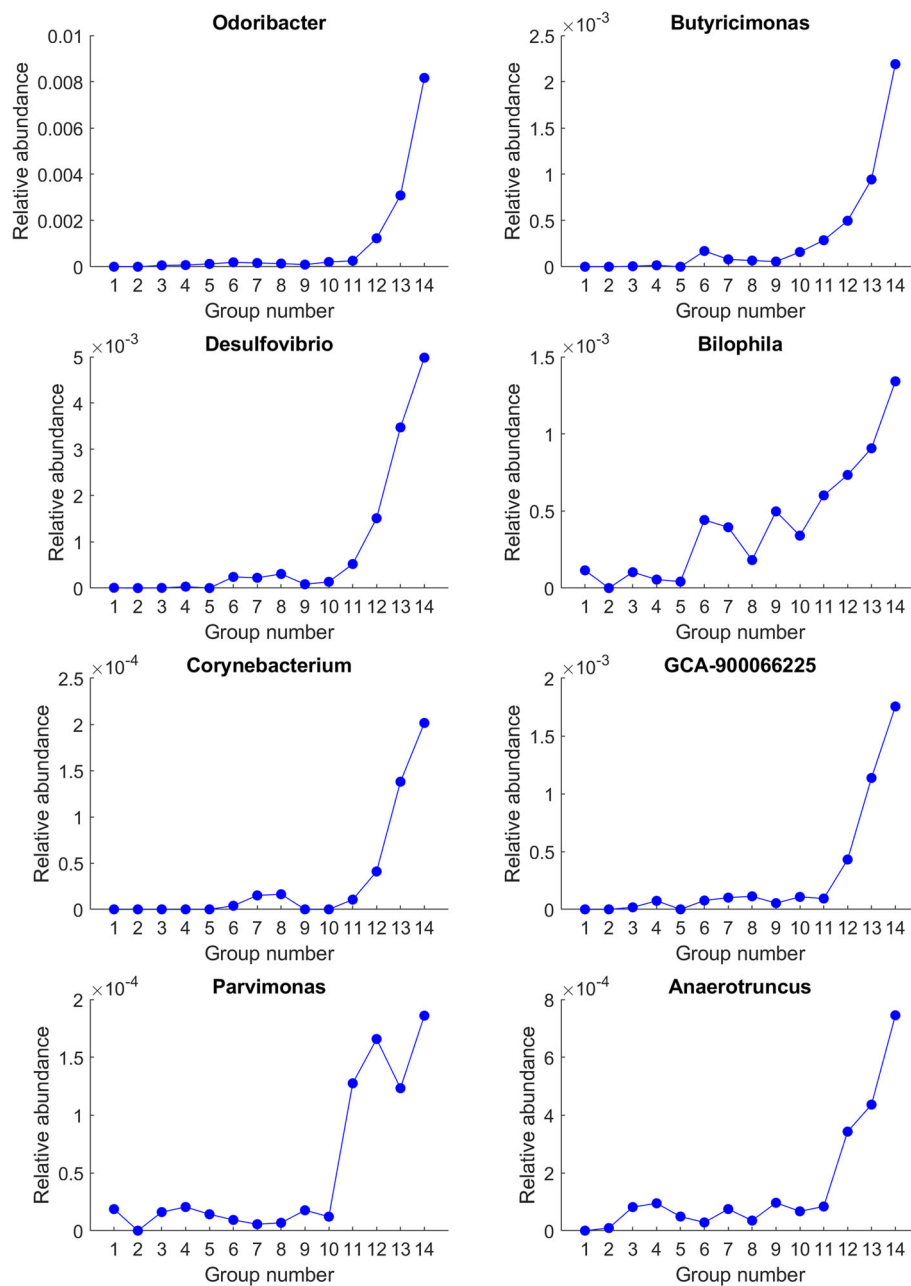 Odoribacter
Relative abundance
0.01
0.008
0.006
0.004
0.002
0
1 2 3 4 5 6 7 8 9 10 11 12 13 14
Group number
Butyricimonas
×10⁻³
Relative abundance
2.5
2
1.5
1
0.5
0
1 2 3 4 5 6 7 8 9 10 11 12 13 14
Group number
Desulfovibrio
×10⁻³
Relative abundance
5
4
3
2
1
0
1 2 3 4 5 6 7 8 9 10 11 12 13 14
Group number
Bilophila
×10⁻³
Relative abundance
1.5
1
0.5
0
1 2 3 4 5 6 7 8 9 10 11 12 13 14
Group number
Corynebacterium
×10⁻⁴
Relative abundance
2.5
2
1.5
1
0.5
0
1 2 3 4 5 6 7 8 9 10 11 12 13 14
Group number
GCA-900066225
×10⁻³
Relative abundance
2
1.5
1
0.5
0
1 2 3 4 5 6 7 8 9 10 11 12 13 14
Group number
Parvimonas
×10⁻⁴
Relative abundance
2
1.5
1
0.5
0
1 2 3 4 5 6 7 8 9 10 11 12 13 14
Group number
Anaerotruncus
×10⁻⁴
Relative abundance
8
6
4
2
0
1 2 3 4 5 6 7 8 9 10 11 12 13 14
Group number